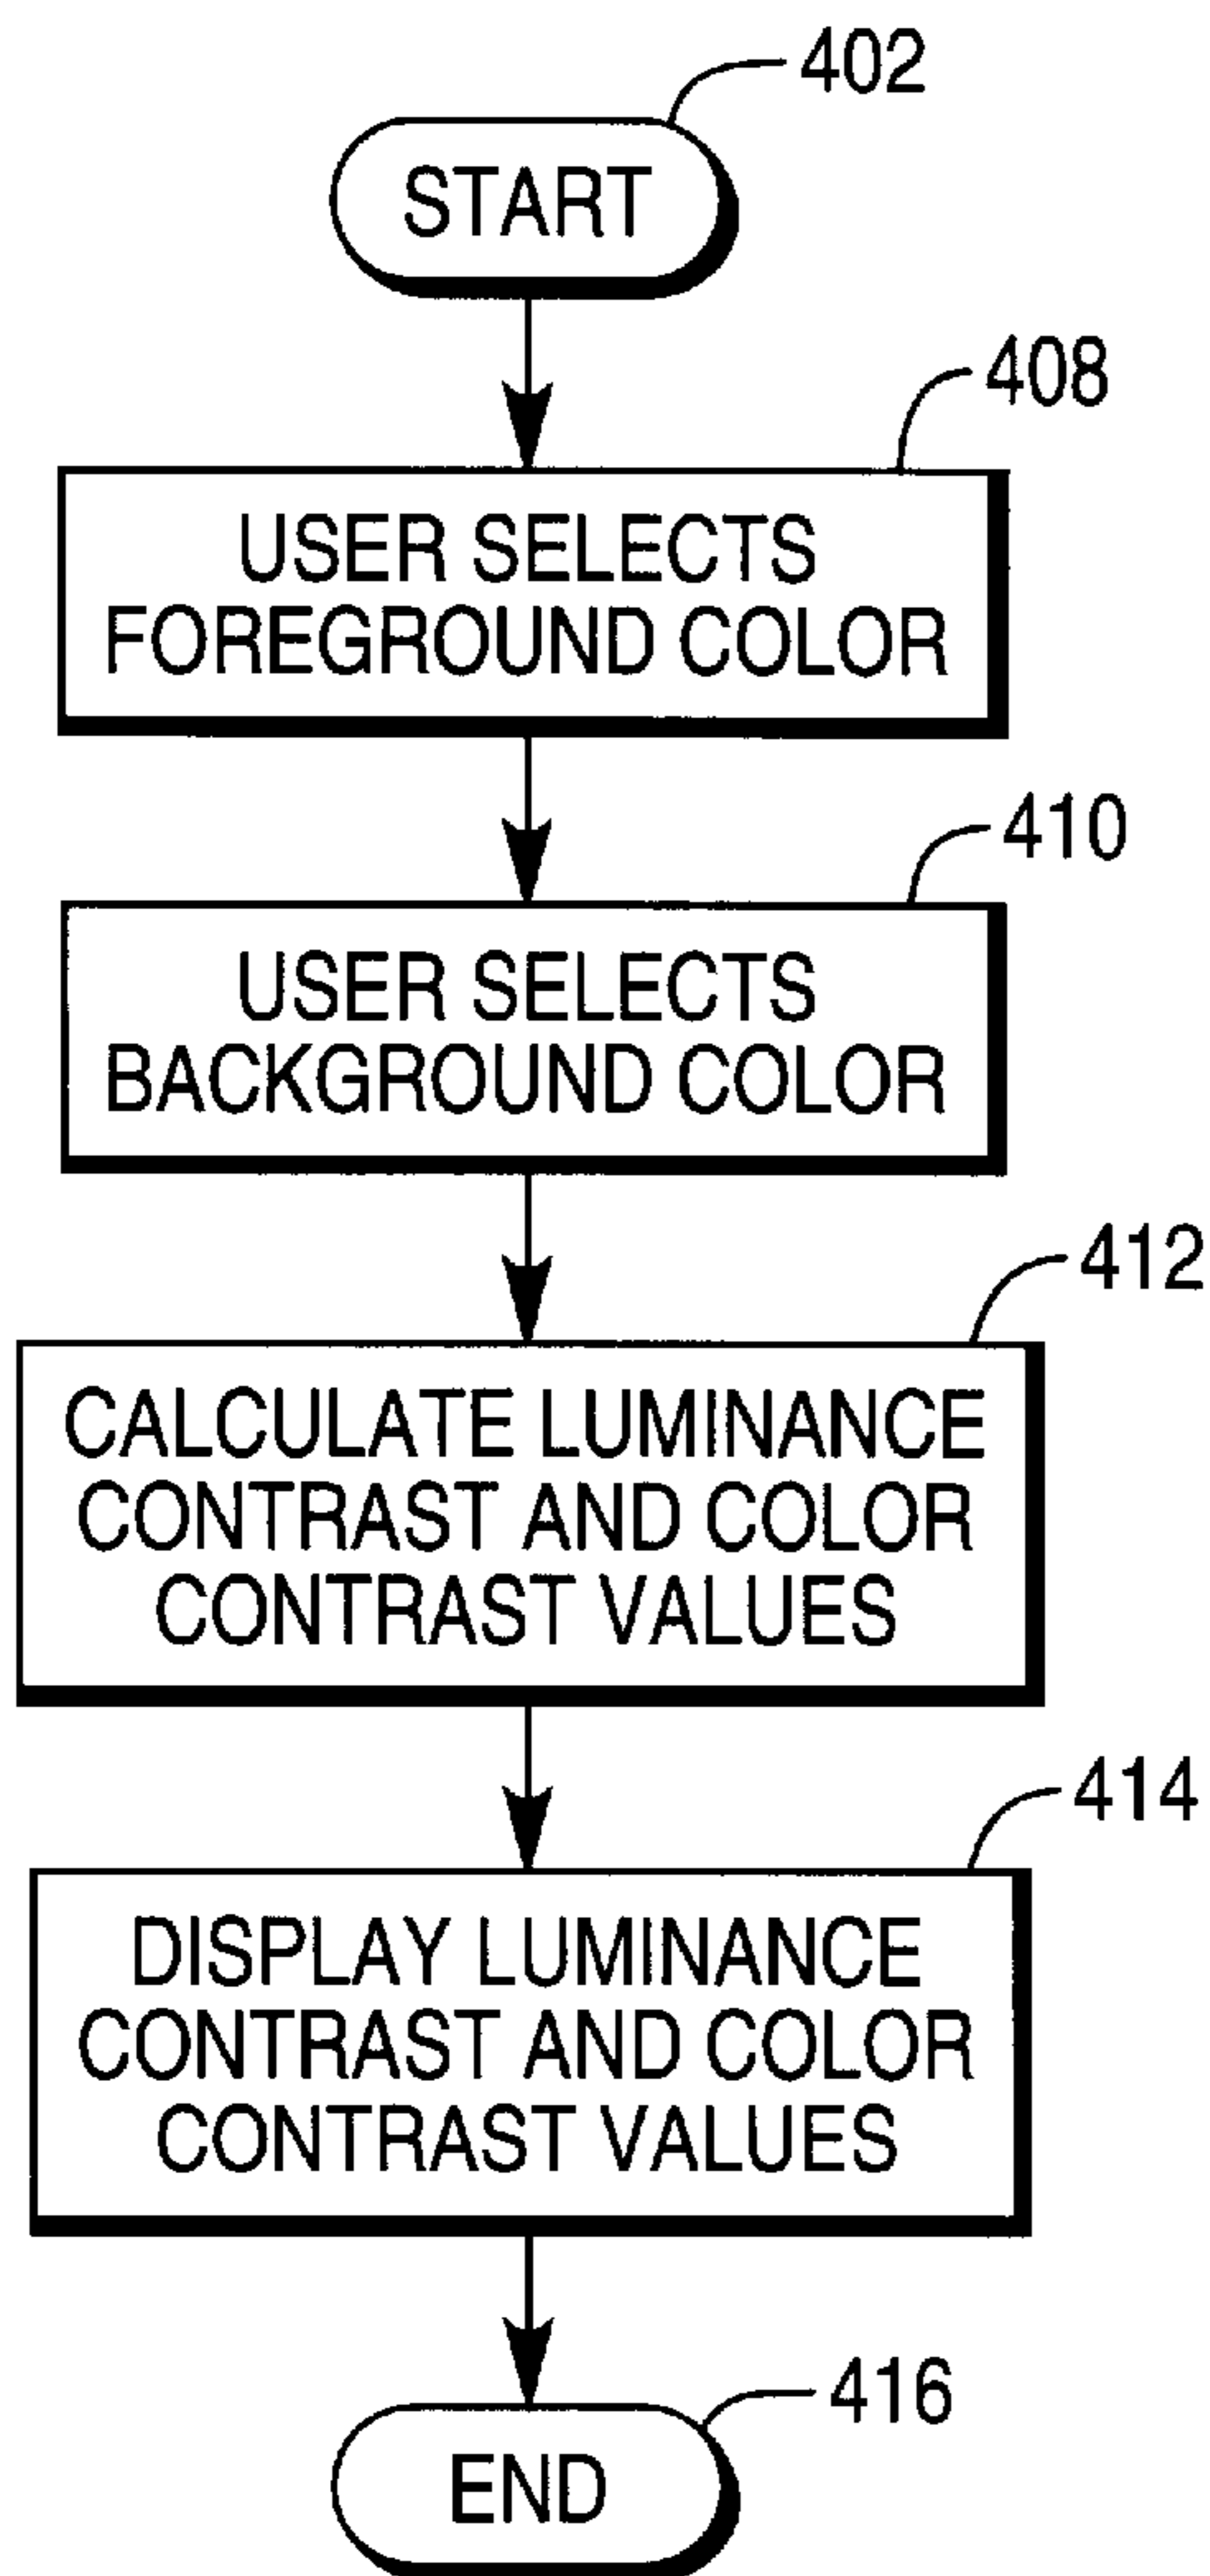 402
START
408
USER SELECTS
FOREGROUND COLOR
410
USER SELECTS
BACKGROUND COLOR
412
CALCULATE LUMINANCE
CONTRAST AND COLOR
CONTRAST VALUES
414
DISPLAY LUMINANCE
CONTRAST AND COLOR
CONTRAST VALUES
416
END